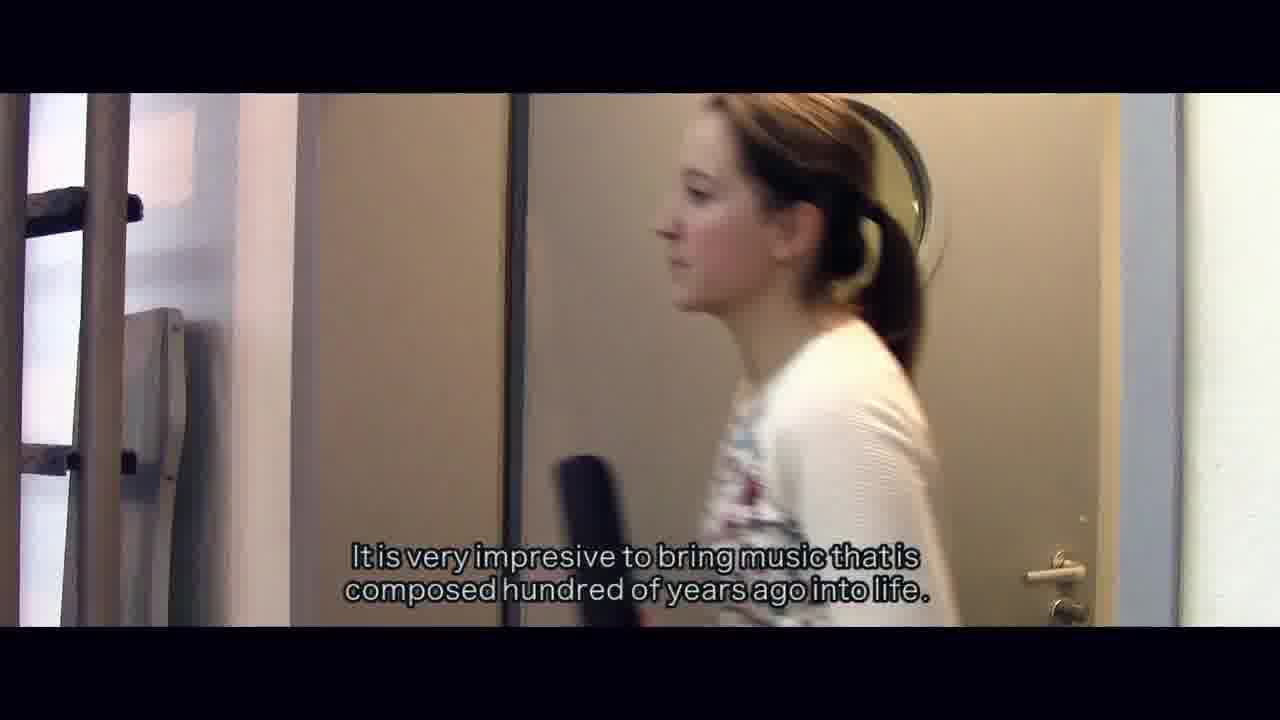 It is very impresive to bring music that is
composed hundred of years ago into life.